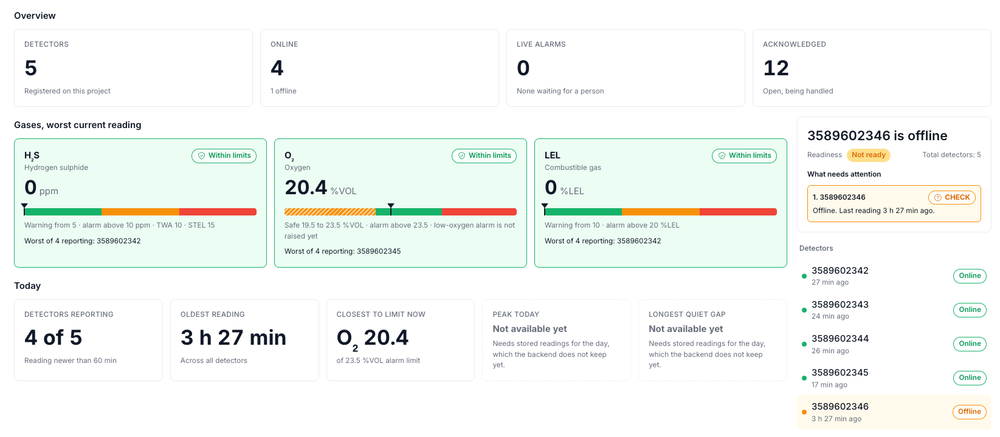 Overview
DETECTORS
5
Registered on this project
ONLINE
4
1 offline
LIVE ALARMS
0
None waiting for a person
ACKNOWLEDGED
12
Open, being handled
Gases, worst current reading
H₂S
Within limits
Hydrogen sulphide
0 ppm
Warning from 5 · alarm above 10 ppm · TWA 10 · STEL 15
Worst of 4 reporting: 3589602342
O₂
Within limits
Oxygen
20.4 %VOL
Safe 19.5 to 23.5 %VOL · alarm above 23.5 · low-oxygen alarm is not
raised yet
Worst of 4 reporting: 3589602345
LEL
Within limits
Combustible gas
0 %LEL
Warning from 10 · alarm above 20 %LEL
Worst of 4 reporting: 3589602342
Today
DETECTORS REPORTING
4 of 5
Reading newer than 60 min
OLDEST READING
3 h 27 min
Across all detectors
CLOSEST TO LIMIT NOW
O₂ 20.4
of 23.5 %VOL alarm limit
PEAK TODAY
Not available yet
Needs stored readings for the day,
which the backend does not keep
yet.
LONGEST QUIET GAP
Not available yet
Needs stored readings for the day,
which the backend does not keep
yet.
3589602346 is offline
Readiness Not ready Total detectors: 5
What needs attention
1. 3589602346 CHECK
Offline. Last reading 3 h 27 min ago.
Detectors
3589602342
27 min ago
Online
3589602343
24 min ago
Online
3589602344
26 min ago
Online
3589602345
17 min ago
Online
3589602346
3 h 27 min ago
Offline